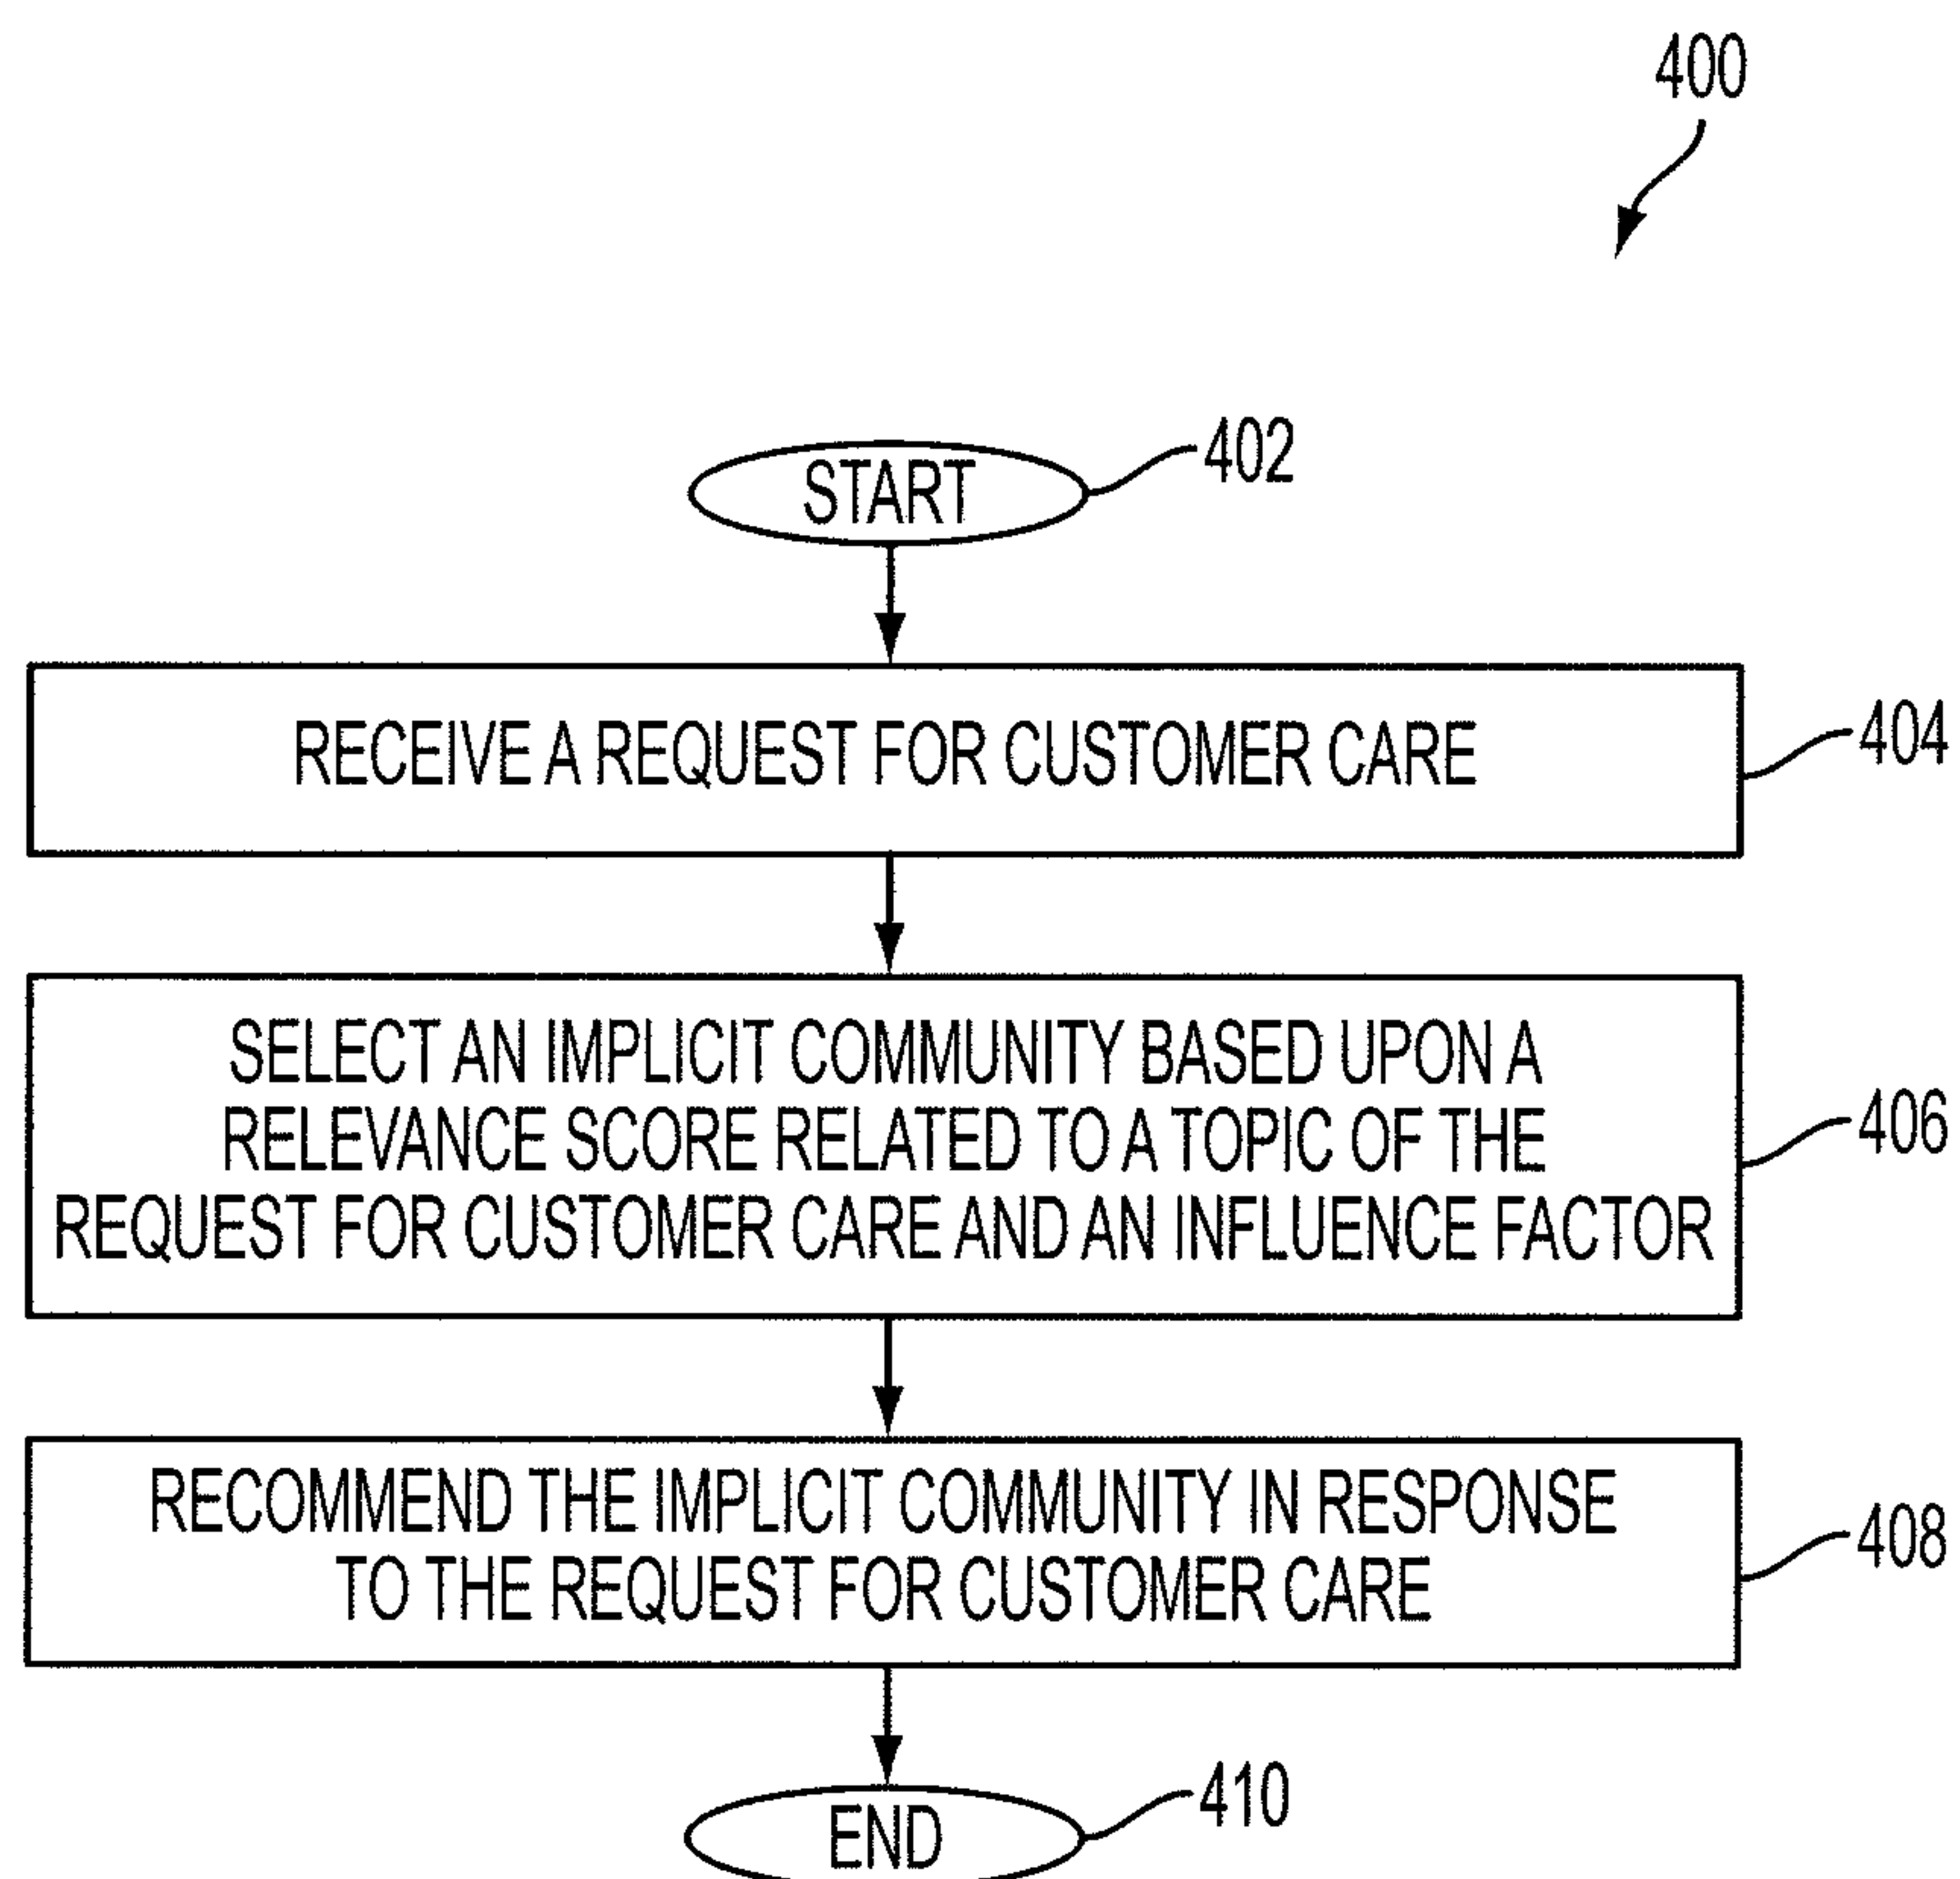 400
START
402
RECEIVE A REQUEST FOR CUSTOMER CARE
404
SELECT AN IMPLICIT COMMUNITY BASED UPON A
RELEVANCE SCORE RELATED TO A TOPIC OF THE
REQUEST FOR CUSTOMER CARE AND AN INFLUENCE FACTOR
406
RECOMMEND THE IMPLICIT COMMUNITY IN RESPONSE
TO THE REQUEST FOR CUSTOMER CARE
408
END
410